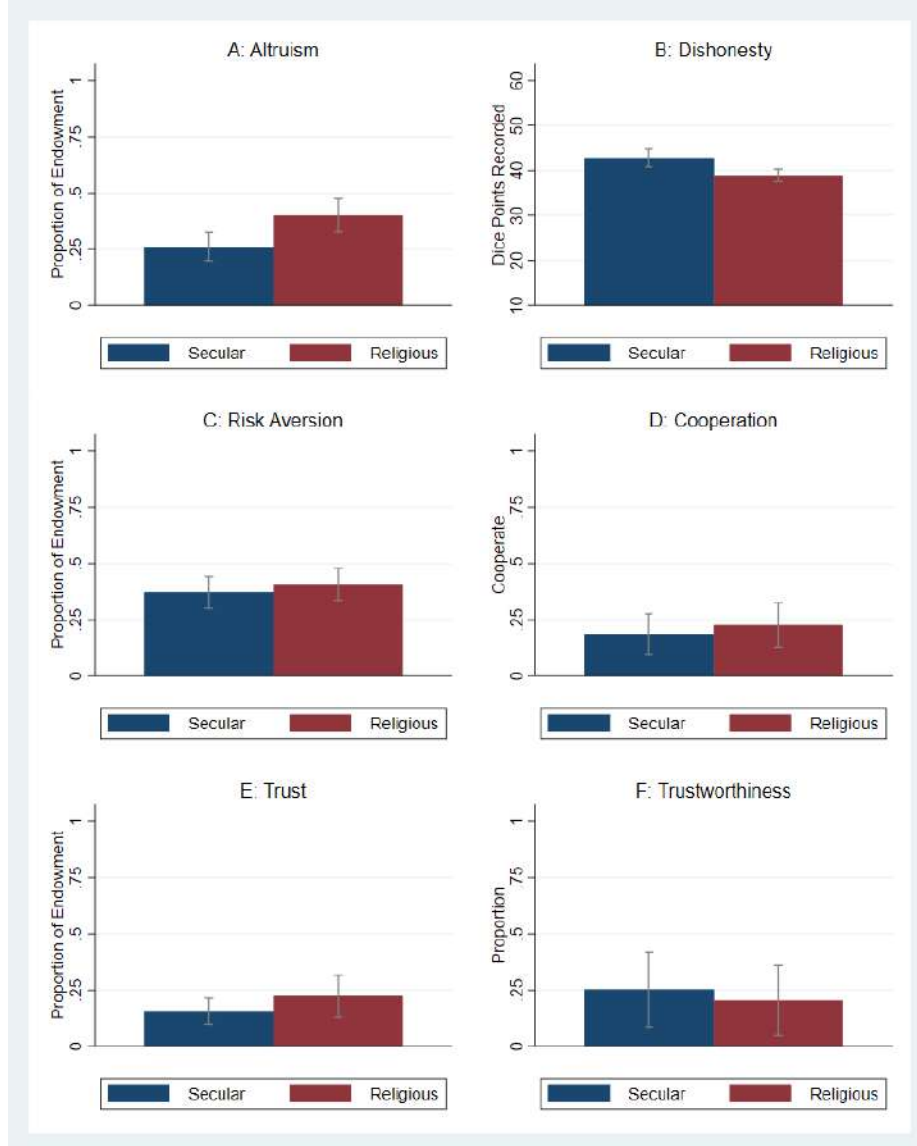 A: Altruism
Proportion of Endowment
1
.75
.5
.25
0
Secular
Religious
B: Dishonesty
Dice Points Recorded
60
50
40
30
20
10
Secular
Religious
C: Risk Aversion
Proportion of Endowment
1
.75
.5
.25
0
Secular
Religious
D: Cooperation
Cooperate
1
.75
.5
.25
0
Secular
Religious
E: Trust
Proportion of Endowment
1
.75
.5
.25
0
Secular
Religious
F: Trustworthiness
Proportion
1
.75
.5
.25
0
Secular
Religious